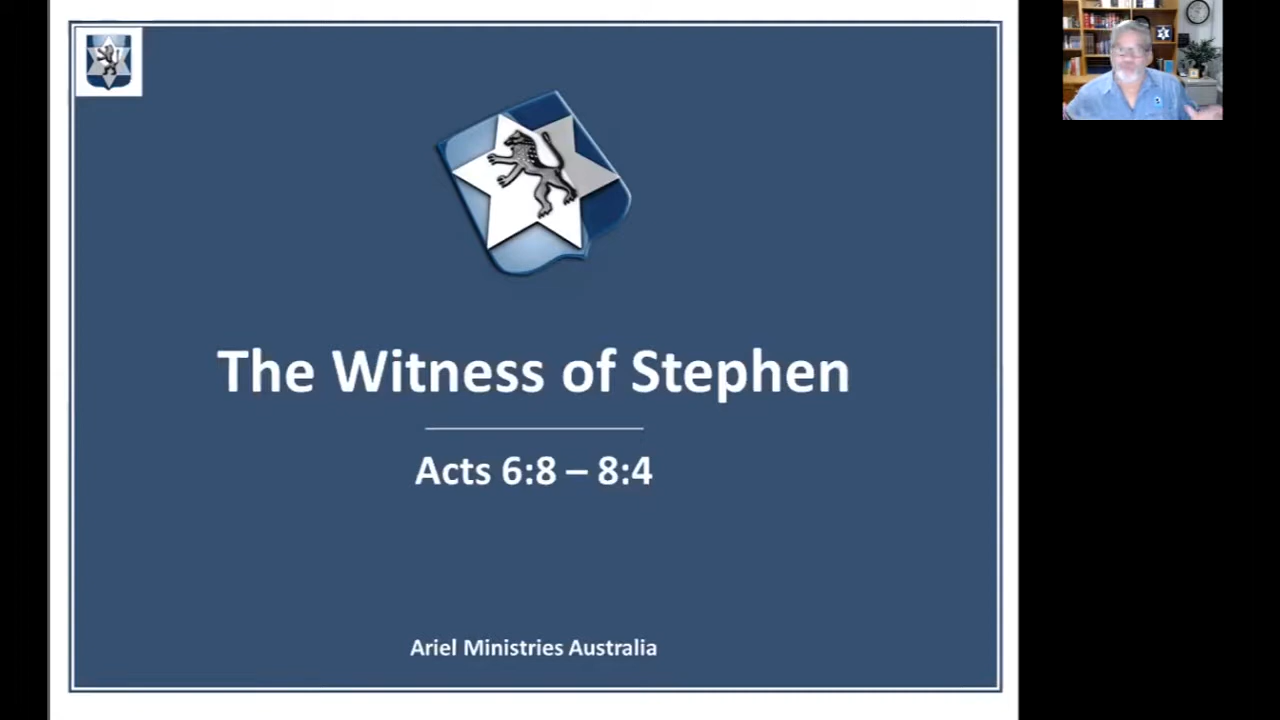 The Witness of Stephen
Acts 6:8 – 8:4
Ariel Ministries Australia